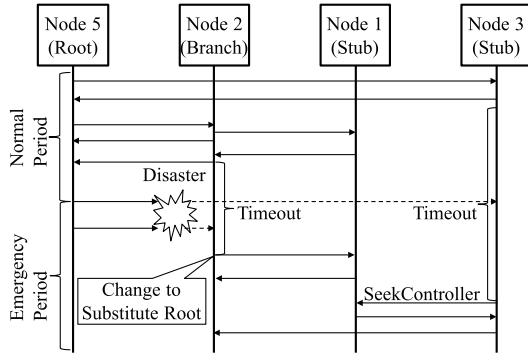 Node 5
(Root)
Node 2
(Branch)
Node 1
(Stub)
Node 3
(Stub)
Normal
Period
Disaster
Timeout
Timeout
Emergency
Period
Change to
Substitute Root
SeekController